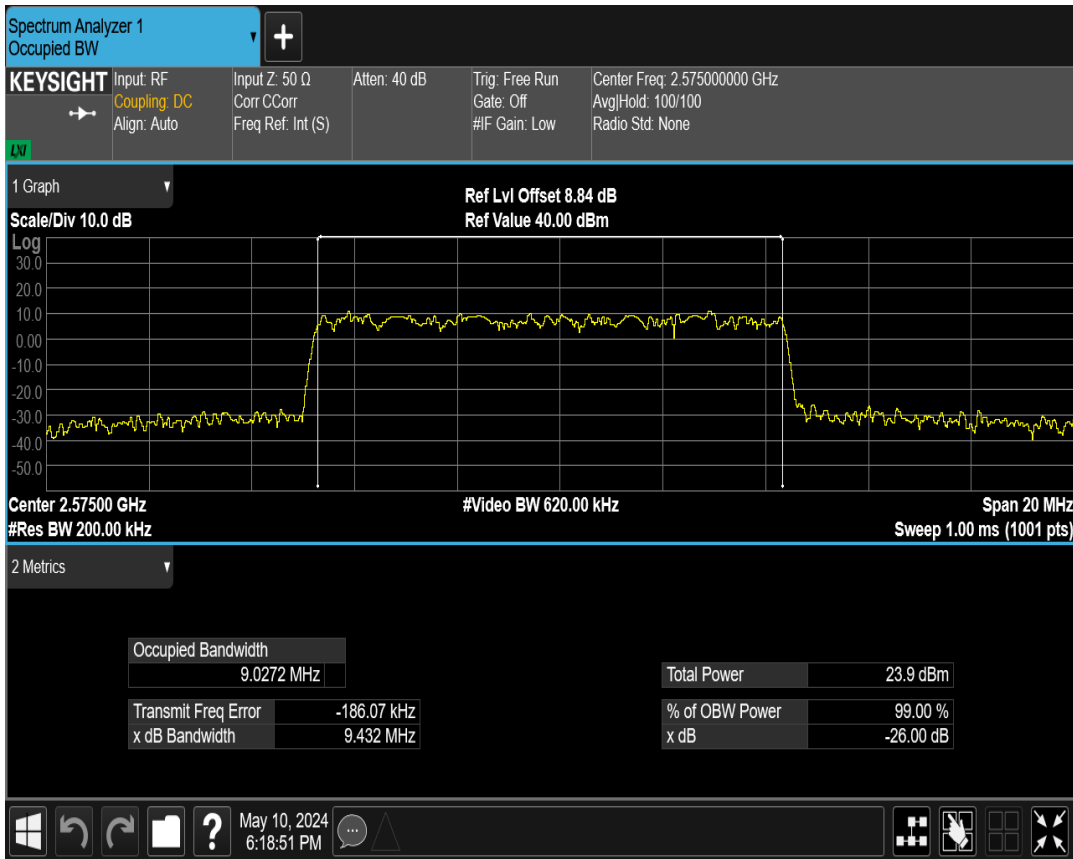 Spectrum Analyzer 1
Occupied BW
KEYSIGHT
LXI
Input: RF
Coupling: DC
Align: Auto
Input Z: 50 Ω
Corr CCorr
Freq Ref: Int (S)
Atten: 40 dB
Trig: Free Run
Gate: Off
#IF Gain: Low
Center Freq: 2.575000000 GHz
Avg|Hold: 100/100
Radio Std: None
1 Graph
Scale/Div 10.0 dB
Ref Lvl Offset 8.84 dB
Ref Value 40.00 dBm
Log
30.0
20.0
10.0
0.00
-10.0
-20.0
-30.0
-40.0
-50.0
Center 2.57500 GHz
#Video BW 620.00 kHz
Span 20 MHz
#Res BW 200.00 kHz
Sweep 1.00 ms (1001 pts)
2 Metrics
Occupied Bandwidth
9.0272 MHz
Total Power 23.9 dBm
Transmit Freq Error -186.07 kHz
% of OBW Power 99.00 %
x dB Bandwidth 9.432 MHz
x dB -26.00 dB
?
May 10, 2024
6:18:51 PM